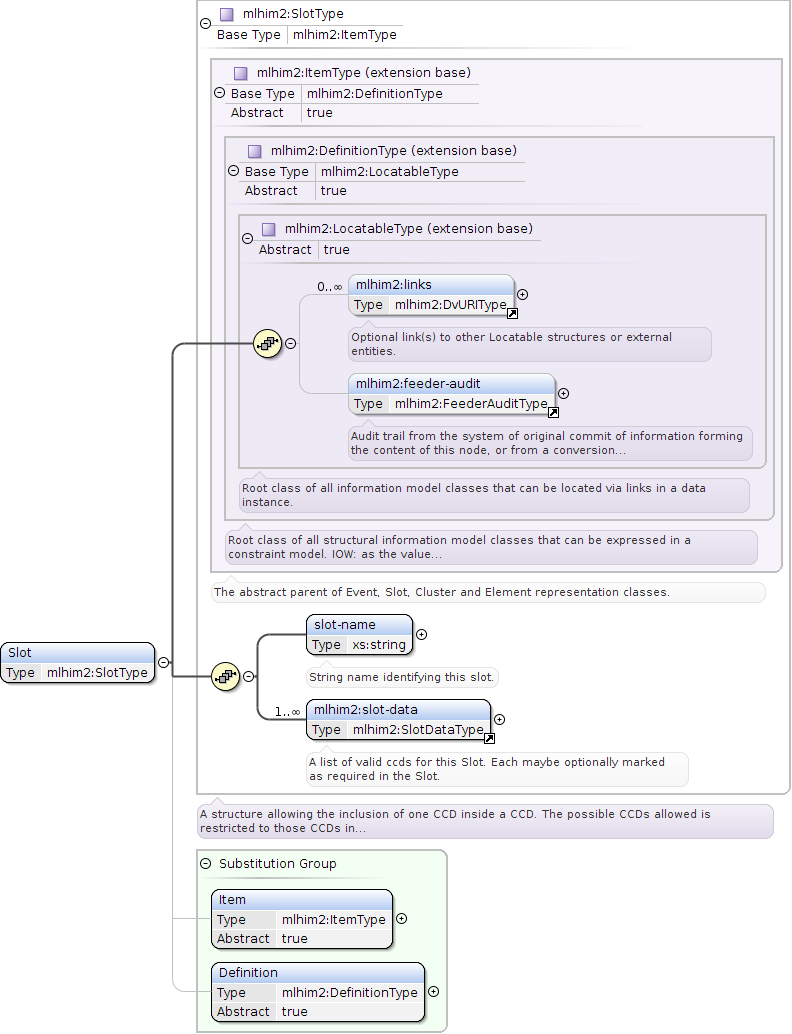 mlhim2:SlotType
Base Type mlhim2:ItemType
mlhim2:ItemType (extension base)
Base Type mlhim2:DefinitionType
Abstract true
mlhim2:DefinitionType (extension base)
Base Type mlhim2:LocatableType
Abstract true
mlhim2:LocatableType (extension base)
Abstract true
0..∞
mlhim2:links
Type mlhim2:DvURIType
Optional link(s) to other Locatable structures or external
entities.
mlhim2:feeder-audit
Type mlhim2:FeederAuditType
Audit trail from the system of original commit of information forming
the content of this node, or from a conversion...
Root class of all information model classes that can be located via links in a data
instance.
Root class of all structural information model classes that can be expressed in a
constraint model. IOW: as the value...
The abstract parent of Event, Slot, Cluster and Element representation classes.
slot-name
Type xs:string
String name identifying this slot.
Slot
Type mlhim2:SlotType
1..∞
mlhim2:slot-data
Type mlhim2:SlotDataType
A list of valid ccds for this Slot. Each maybe optionally marked
as required in the Slot.
A structure allowing the inclusion of one CCD inside a CCD. The possible CCDs allowed is
restricted to those CCDs in...
Substitution Group
Item
Type mlhim2:ItemType
Abstract true
Definition
Type mlhim2:DefinitionType
Abstract true